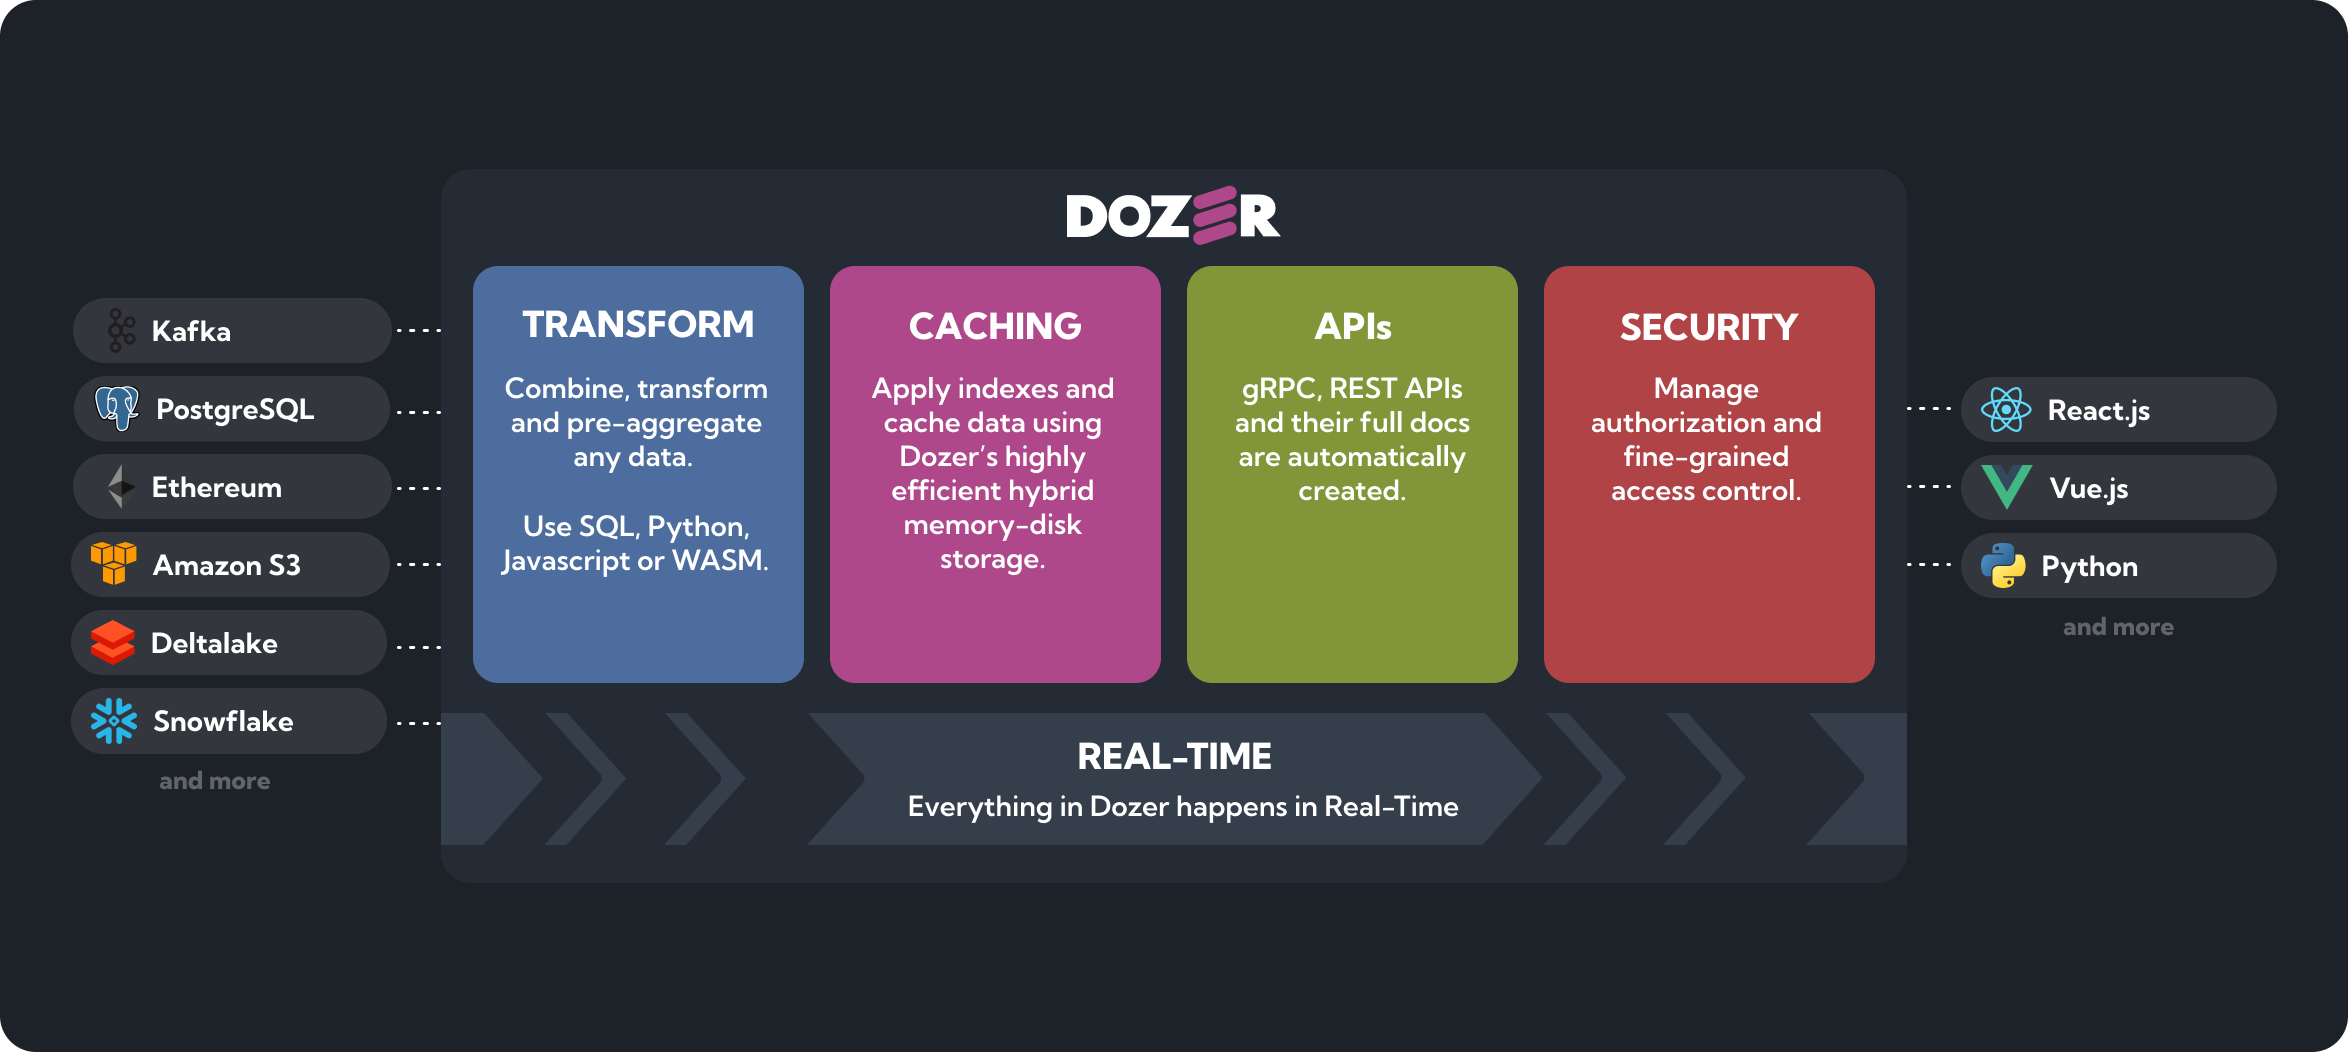 DOZER
Kafka
PostgreSQL
Ethereum
Amazon S3
Deltalake
Snowflake
and more
TRANSFORM
Combine, transform
and pre-aggregate
any data.
Use SQL, Python,
Javascript or WASM.
CACHING
Apply indexes and
cache data using
Dozer’s highly
efficient hybrid
memory-disk
storage.
APIs
gRPC, REST APIs
and their full docs
are automatically
created.
SECURITY
Manage
authorization and
fine-grained
access control.
REAL-TIME
Everything in Dozer happens in Real-Time
React.js
Vue.js
Python
and more